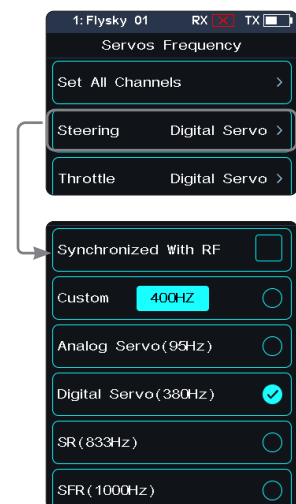 1: Flysky 01 RX TX
Servos Frequency
Set All Channels >
Steering Digital Servo >
Throttle Digital Servo >
Synchronized With RF
Custom 400HZ
Analog Servo(95Hz)
Digital Servo(380Hz)
SR(833Hz)
SFR(1000Hz)